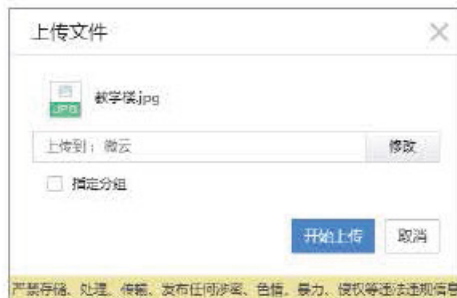 上传文件
JPG
教学楼.jpg
上传到：微云 修改
指定分组
开始上传 取消
严禁存储、处理、传输、发布任何涉密、色情、暴力、侵权等违法违规信息